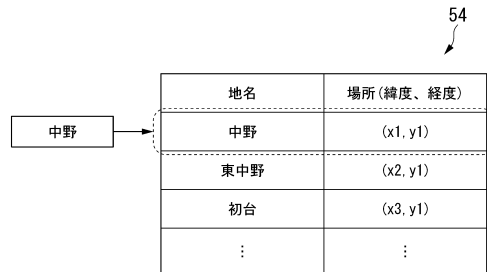 54
地名 場所(緯度、経度)
中野 中野 (x1, y1)
東中野 (x2, y1)
初台 (x3, y1)
⋮ ⋮